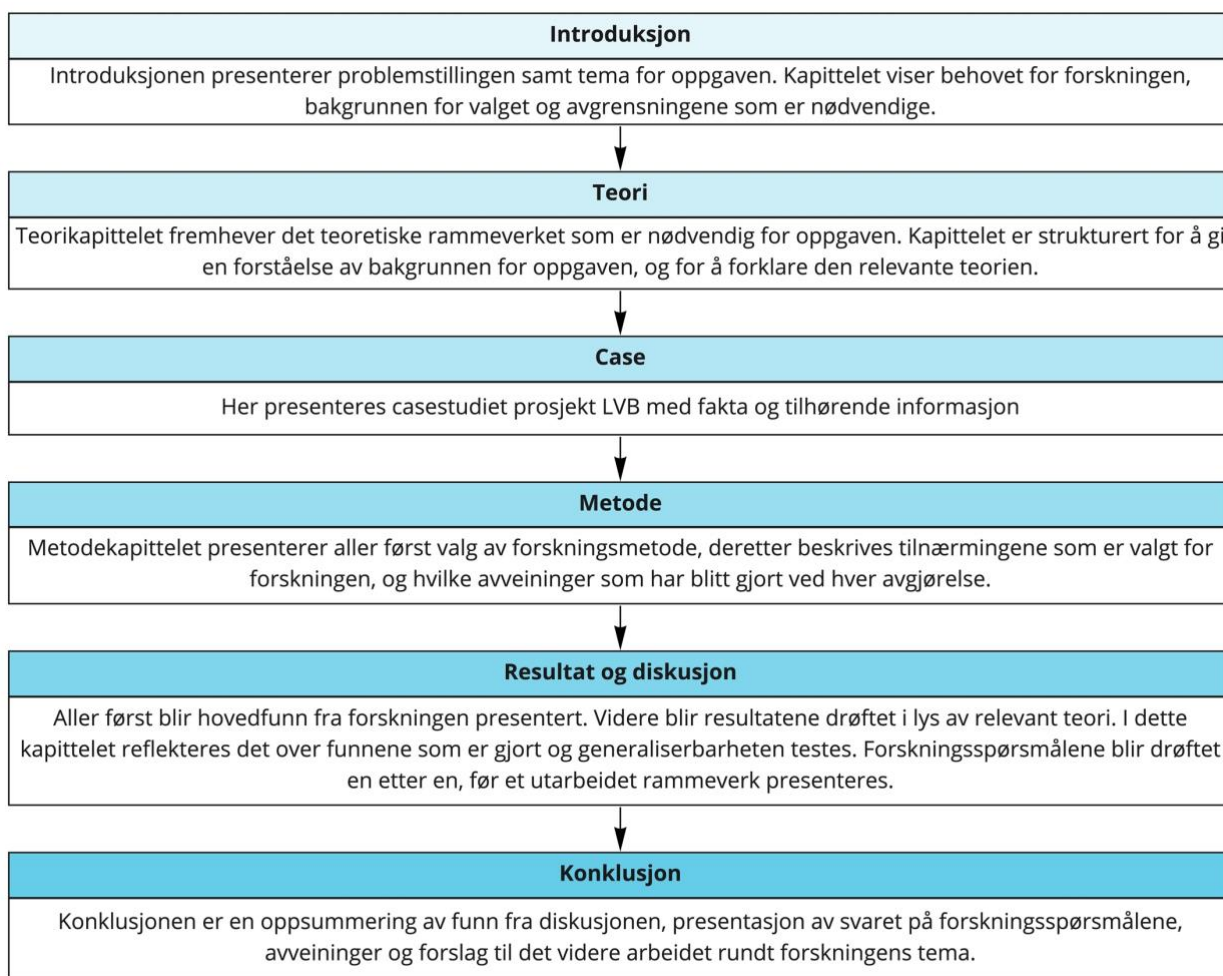 Introduksjon
Introduksjonen presenterer problemstillingen samt tema for oppgaven. Kapittelet viser behovet for forskningen,
bakgrunnen for valget og avgrensningene som er nødvendige.
Teori
Teorikapittelet fremhever det teoretiske rammeverket som er nødvendig for oppgaven. Kapittelet er strukturert for å gi
en forståelse av bakgrunnen for oppgaven, og for å forklare den relevante teorien.
Case
Her presenteres casestudiet prosjekt LVB med fakta og tilhørende informasjon
Metode
Metodekapittelet presenterer aller først valg av forskningsmetode, deretter beskrives tilnærmingene som er valgt for
forskningen, og hvilke avveininger som har blitt gjort ved hver avgjørelse.
Resultat og diskusjon
Aller først blir hovedfunn fra forskningen presentert. Videre blir resultatene drøftet i lys av relevant teori. I dette
kapittelet reflekteres det over funnene som er gjort og generaliserbarheten testes. Forskningsspørsmålene blir drøftet
en etter en, før et utarbeidet rammeverk presenteres.
Konklusjon
Konklusjonen er en oppsummering av funn fra diskusjonen, presentasjon av svaret på forskningsspørsmålene,
avveininger og forslag til det videre arbeidet rundt forskningens tema.